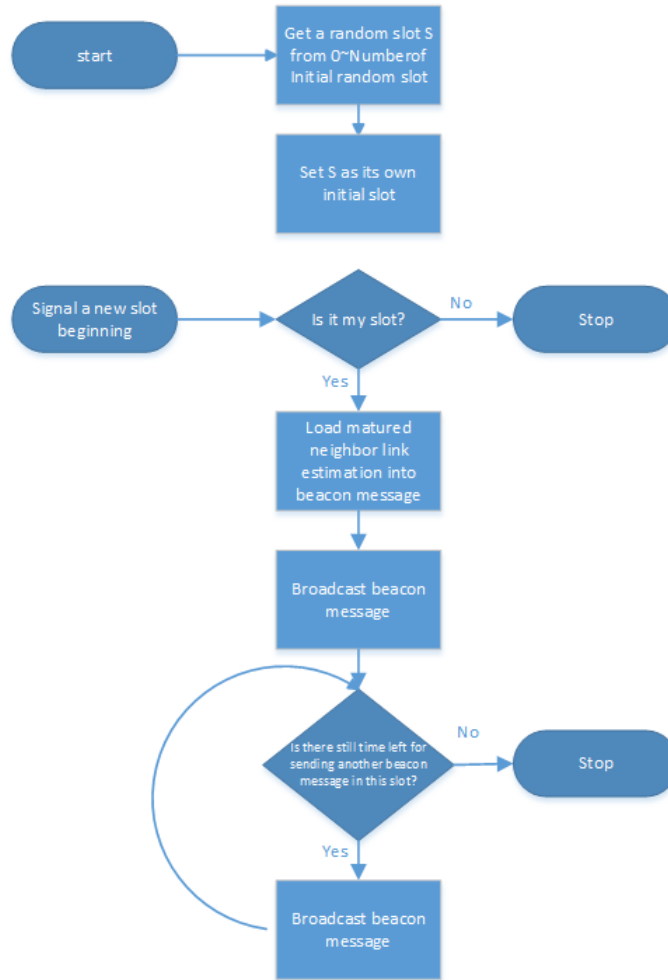 start
Get a random slot S
from 0~Numberof
Initial random slot
Set S as its own
initial slot
Signal a new slot
beginning
Is it my slot?
No
Stop
Yes
Load matured
neighbor link
estimation into
beacon message
Broadcast beacon
message
Is there still time left for
sending another beacon
message in this slot?
No
Stop
Yes
Broadcast beacon
message